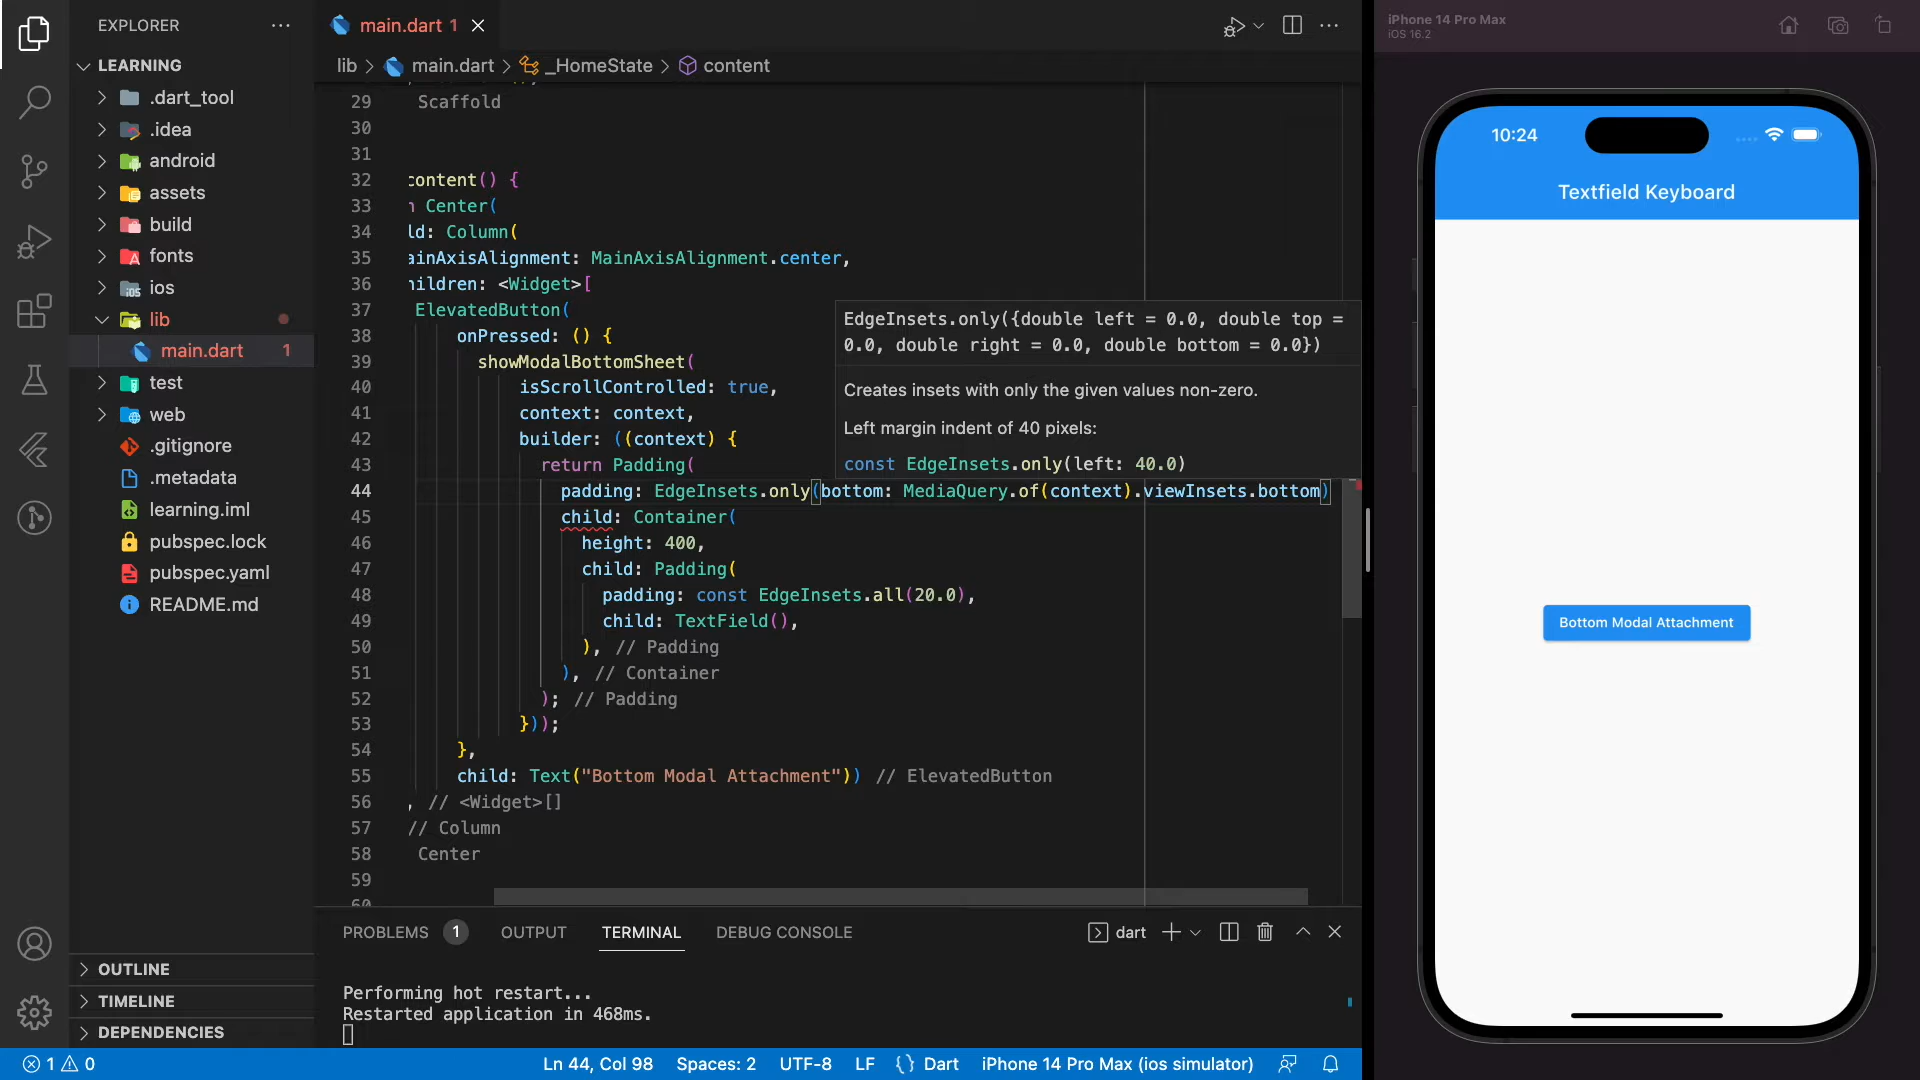 EXPLORER
LEARNING
.dart_tool
.idea
android
assets
build
fonts
ios
lib
main.dart 1
test
web
.gitignore
.metadata
learning.iml
pubspec.lock
pubspec.yaml
README.md
OUTLINE
TIMELINE
DEPENDENCIES
main.dart 1
lib > main.dart > _HomeState > content
29 Scaffold
30
31
32 content() {
33 n Center(
34 ld: Column(
35 ainAxisAlignment: MainAxisAlignment.center,
36 hildren: <Widget>[
37 ElevatedButton(
38 onPressed: () {
39 showModalBottomSheet(
40 isScrollControlled: true,
41 context: context,
42 builder: ((context) {
43 return Padding(
44 padding: EdgeInsets.only(bottom: MediaQuery.of(context).viewInsets.bottom)
45 child: Container(
46 height: 400,
47 child: Padding(
48 padding: const EdgeInsets.all(20.0),
49 child: TextField(),
50 ), // Padding
51 ), // Container
52 ); // Padding
53 }));
54 },
55 child: Text("Bottom Modal Attachment")) // ElevatedButton
56 , // <Widget>[]
57 // Column
58 Center
59
60
EdgeInsets.only({double left = 0.0, double top =
0.0, double right = 0.0, double bottom = 0.0})
Creates insets with only the given values non-zero.
Left margin indent of 40 pixels:
const EdgeInsets.only(left: 40.0)
PROBLEMS 1 OUTPUT TERMINAL DEBUG CONSOLE dart
Performing hot restart...
Restarted application in 468ms.
1 0 Ln 44, Col 98 Spaces: 2 UTF-8 LF {} Dart iPhone 14 Pro Max (ios simulator)
iPhone 14 Pro Max
iOS 16.2
10:24
Textfield Keyboard
Bottom Modal Attachment